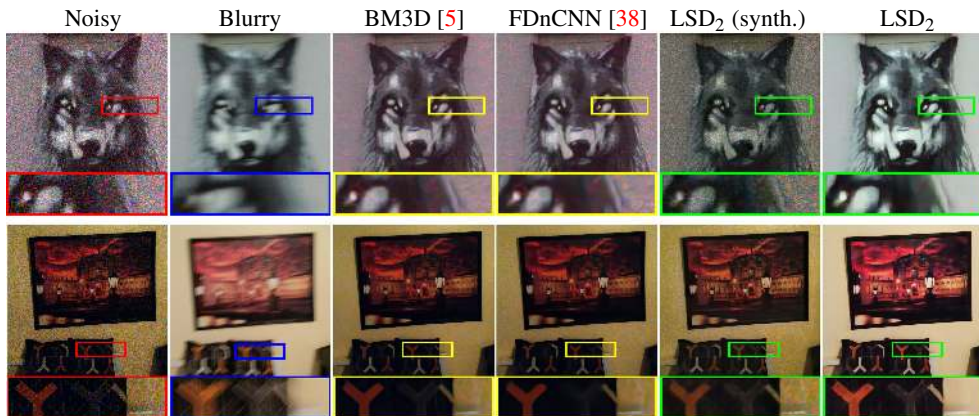 Noisy Blurry BM3D [5] FDnCNN [38] LSD₂ (synth.) LSD₂